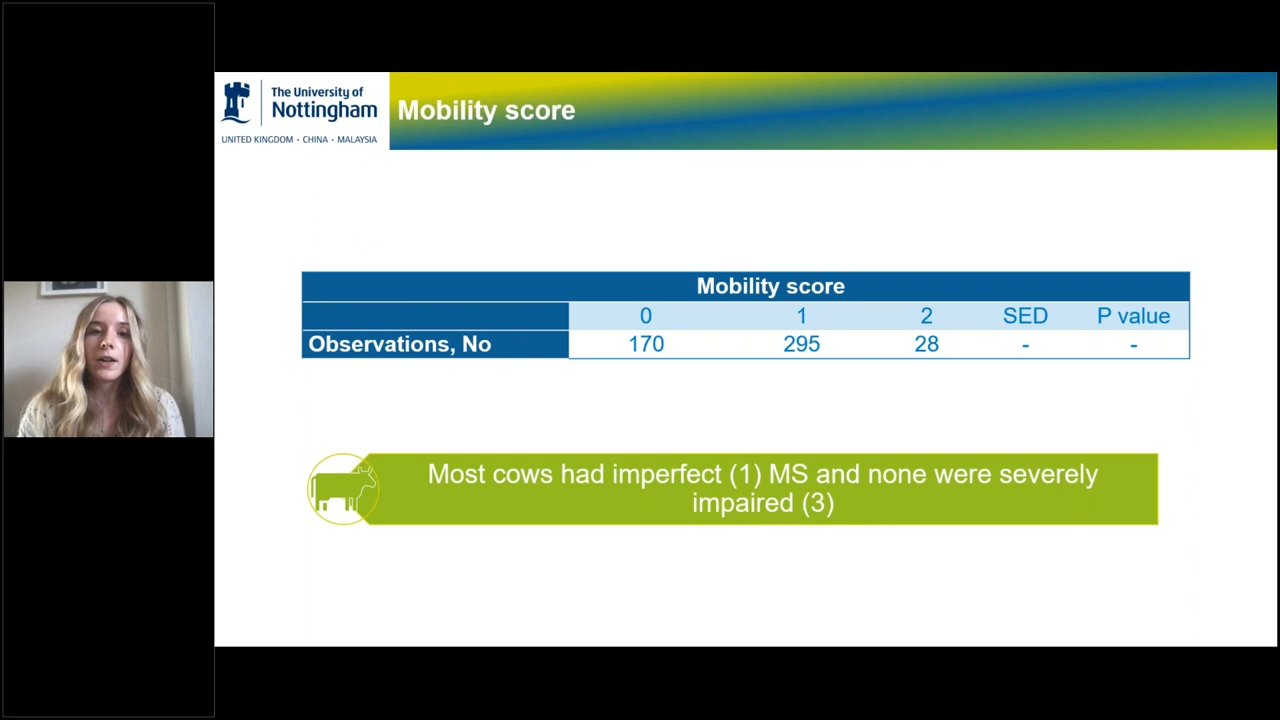 The University of
Nottingham
UNITED KINGDOM · CHINA · MALAYSIA
Mobility score
Mobility score
0 1 2 SED P value
Observations, No 170 295 28 - -
Most cows had imperfect (1) MS and none were severely
impaired (3)